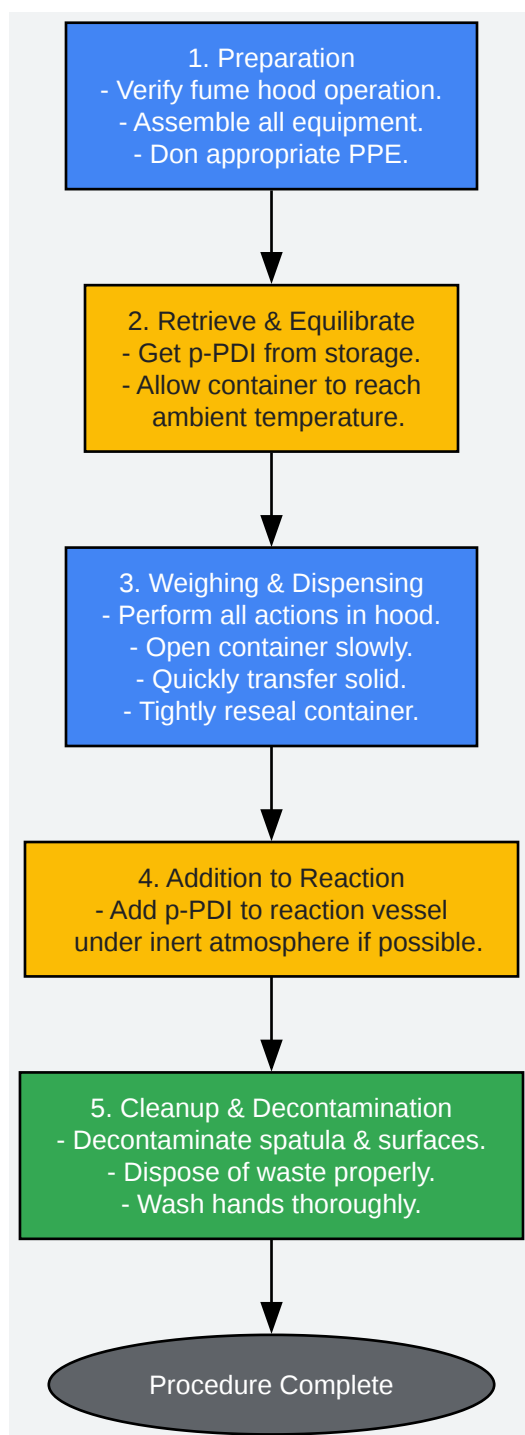 1. Preparation
- Verify fume hood operation.
- Assemble all equipment.
- Don appropriate PPE.
2. Retrieve & Equilibrate
- Get p-PDI from storage.
- Allow container to reach
ambient temperature.
3. Weighing & Dispensing
- Perform all actions in hood.
- Open container slowly.
- Quickly transfer solid.
- Tightly reseal container.
4. Addition to Reaction
- Add p-PDI to reaction vessel
under inert atmosphere if possible.
5. Cleanup & Decontamination
- Decontaminate spatula & surfaces.
- Dispose of waste properly.
- Wash hands thoroughly.
Procedure Complete